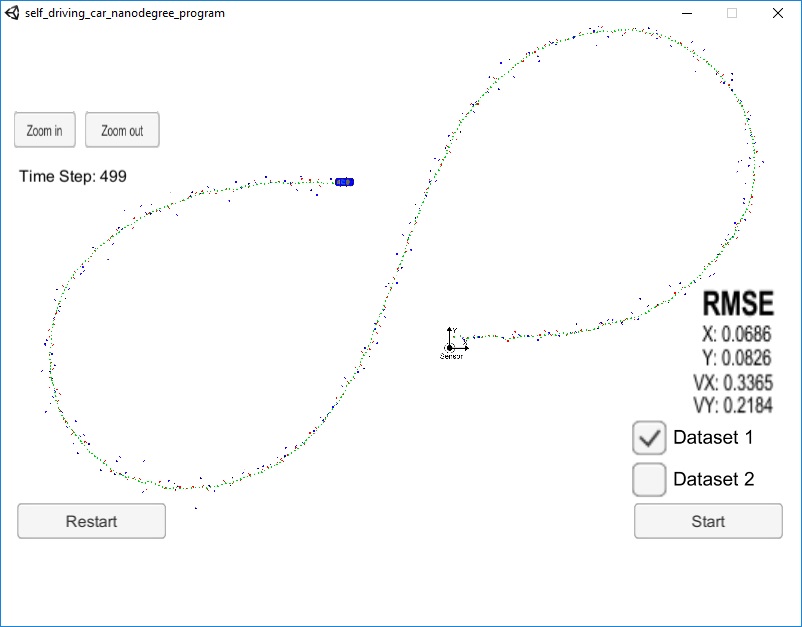 self_driving_car_nanodegree_program
Zoom in
Zoom out
Time Step: 499
Y
X
Sensor
RMSE
X: 0.0686
Y: 0.0826
VX: 0.3365
VY: 0.2184
Dataset 1
Dataset 2
Restart
Start